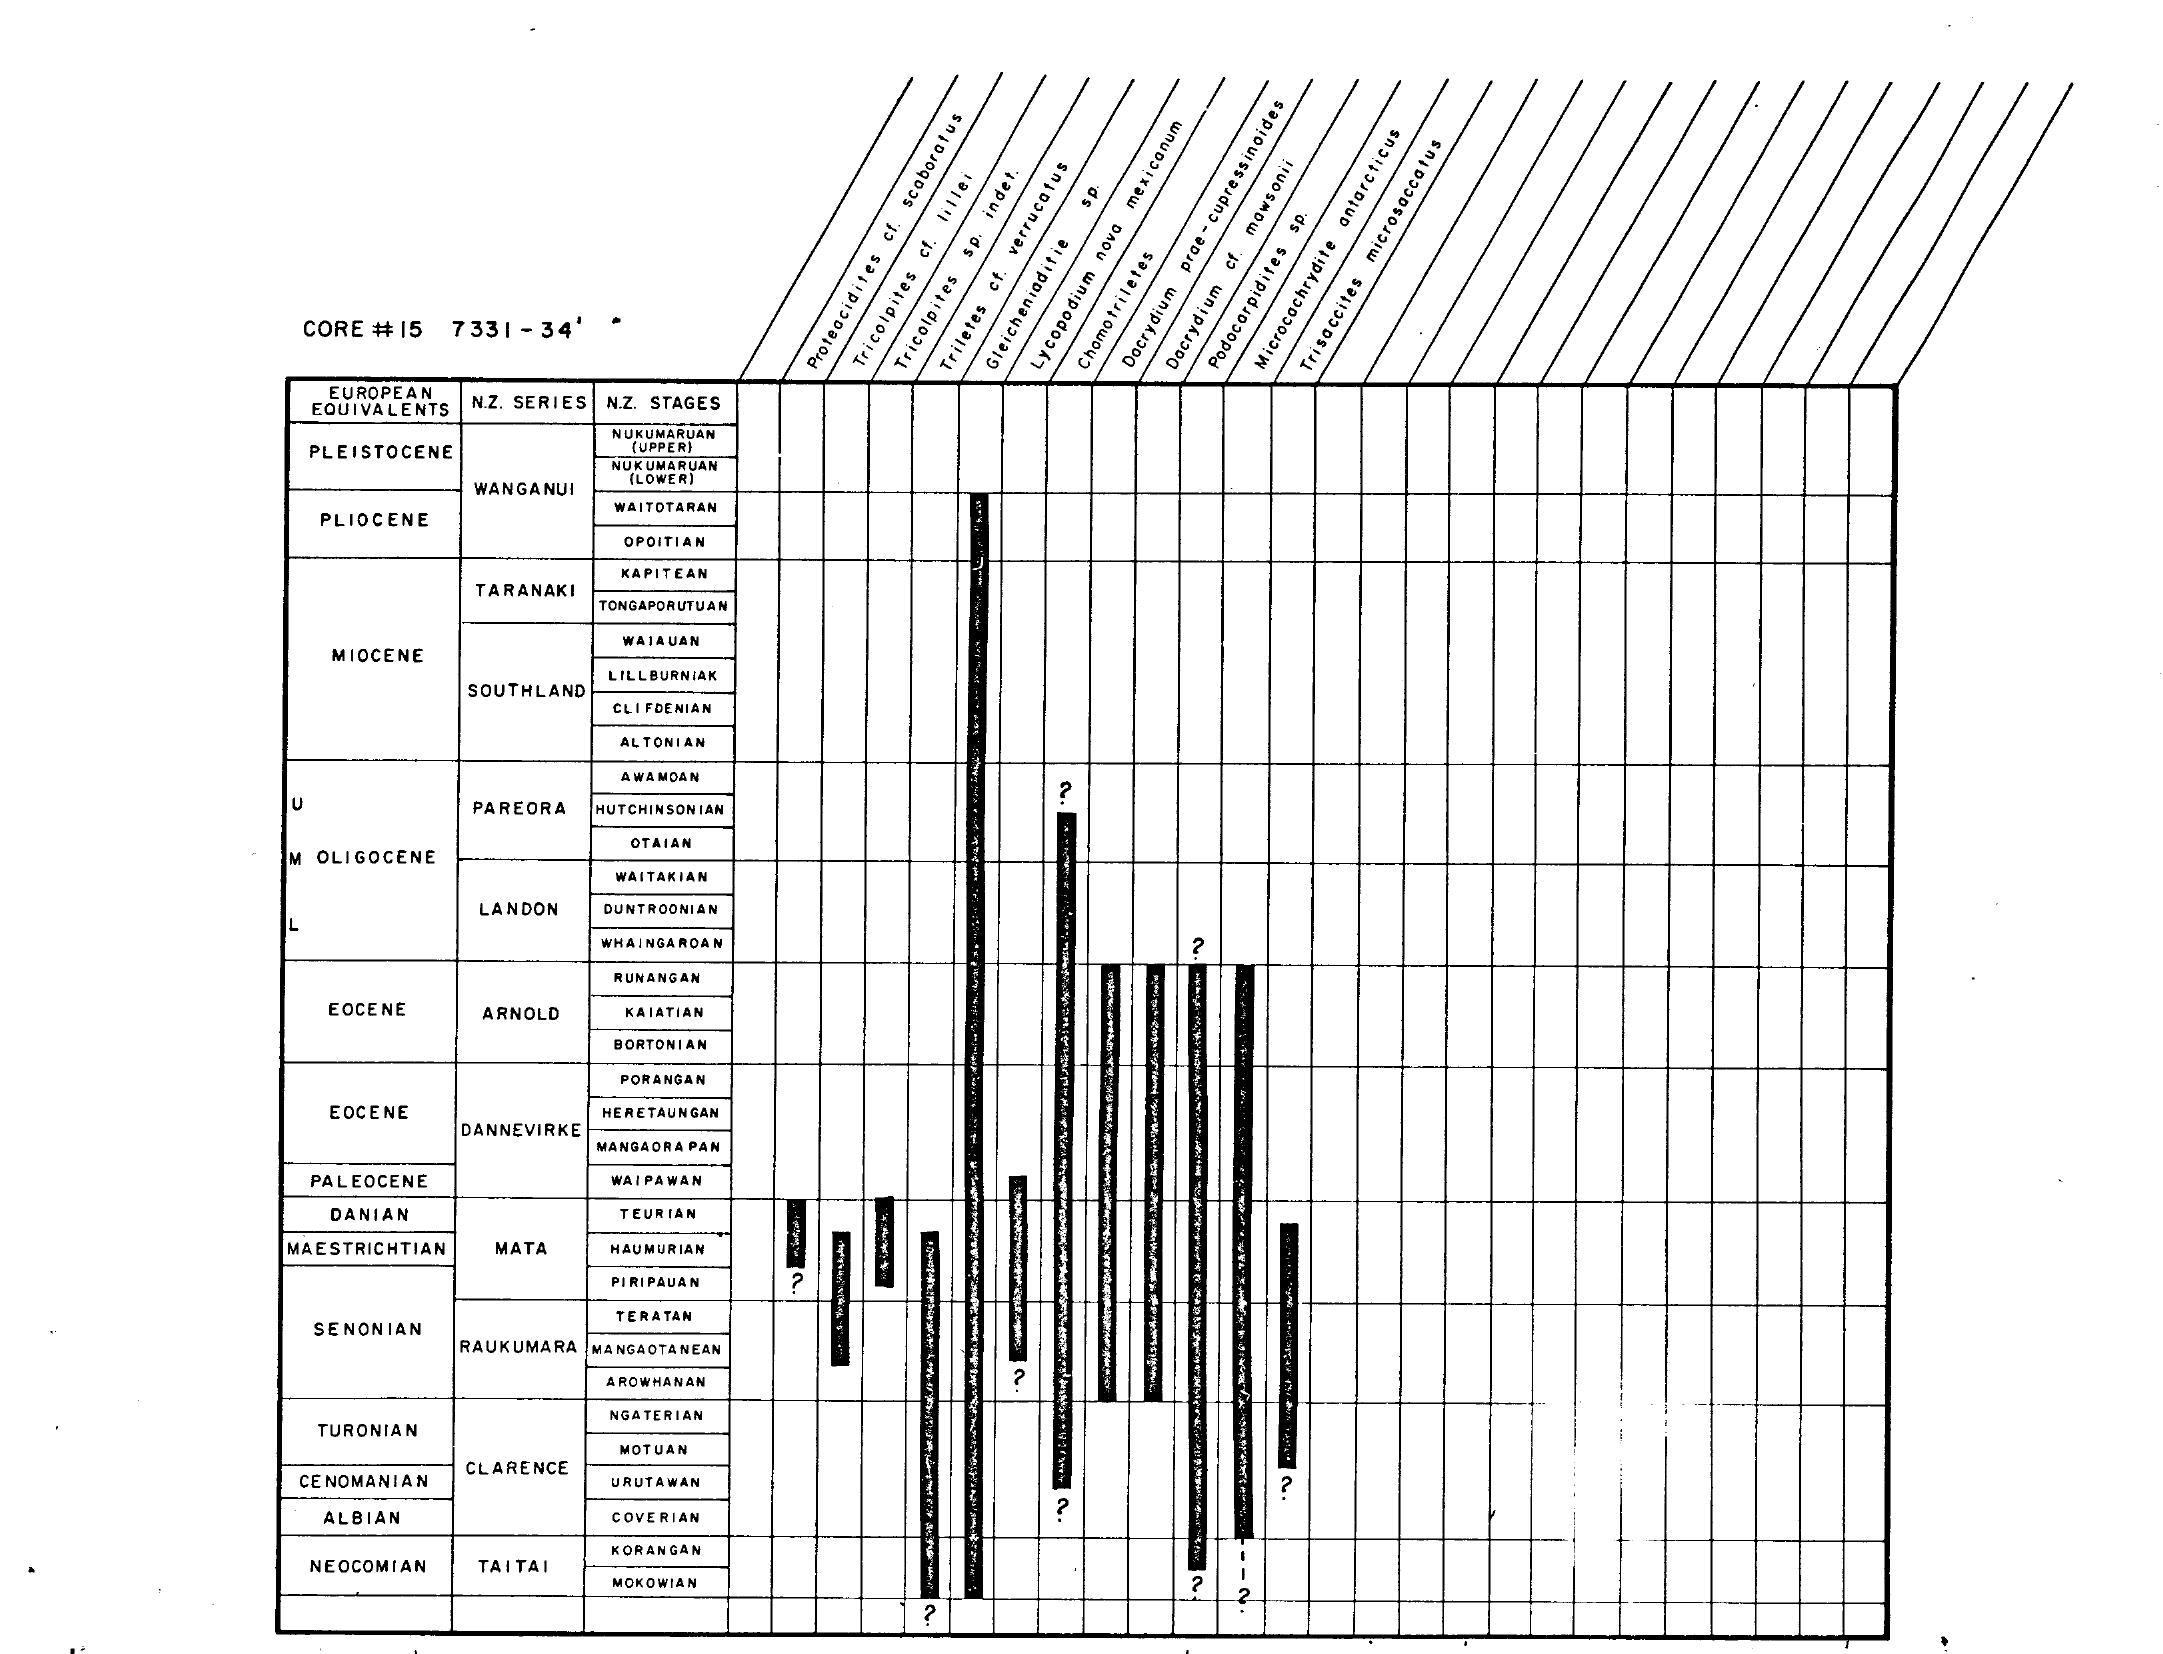 Proteacidites cf. scaboratus
Tricolpites cf. lillei
Tricolpites sp. indet.
Triletes cf. verrucatus
Gleicheniaditie sp.
Lycopodium nova mexicanum
Chomotriletes
Dacrydium prae-cupressinoides
Dacrydium cf. mawsonii
Podocarpidites sp.
Microcachrydite antarcticus
Trisaccites microsaccatus
CORE #15 7331-34'
EUROPEAN EQUIVALENTS N.Z. SERIES N.Z. STAGES
PLEISTOCENE
WANGANUI
NUKUMARUAN (UPPER)
NUKUMARUAN (LOWER)
PLIOCENE
WAITOTARAN
OPOITIAN
MIOCENE
TARANAKI
KAPITEAN
TONGAPORUTUAN
SOUTHLAND
WAIAUAN
LILLBURNIAK
CLIFDENIAN
ALTONIAN
U
M OLIGOCENE
L
PAREORA
AWAMOAN
?
HUTCHINSONIAN
OTAIAN
LANDON
WAITAKIAN
DUNTROONIAN
WHAINGAROAN
?
EOCENE
ARNOLD
RUNANGAN
KAIATIAN
BORTONIAN
EOCENE
DANNEVIRKE
PORANGAN
HERETAUNGAN
MANGAORAPAN
PALEOCENE
WAIPAWAN
DANIAN
MATA
TEURIAN
MAESTRICHTIAN
HAUMURIAN
SENONIAN
PIRIPAUAN
?
RAUKUMARA
TERATAN
MANGAOTANEAN
AROWHANAN
?
TURONIAN
CLARENCE
NGATERIAN
MOTUAN
CENOMANIAN
URUTAWAN
?
ALBIAN
COVERIAN
?
NEOCOMIAN
TAITAI
KORANGAN
MOKOWIAN
? ?
?